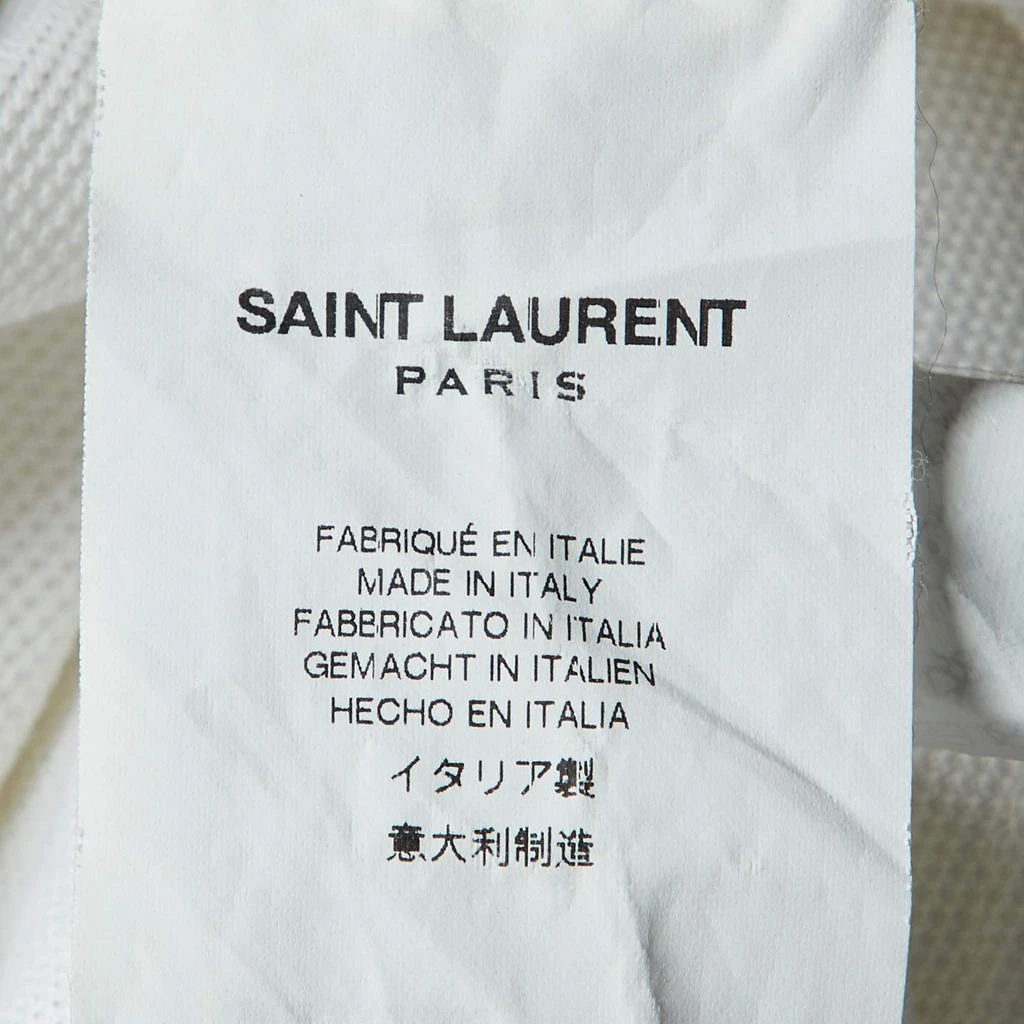 SAINT LAURENT
PARIS
FABRIQUÉ EN ITALIE
MADE IN ITALY
FABBRICATO IN ITALIA
GEMACHT IN ITALIEN
HECHO EN ITALIA
イタリア製
意大利制造